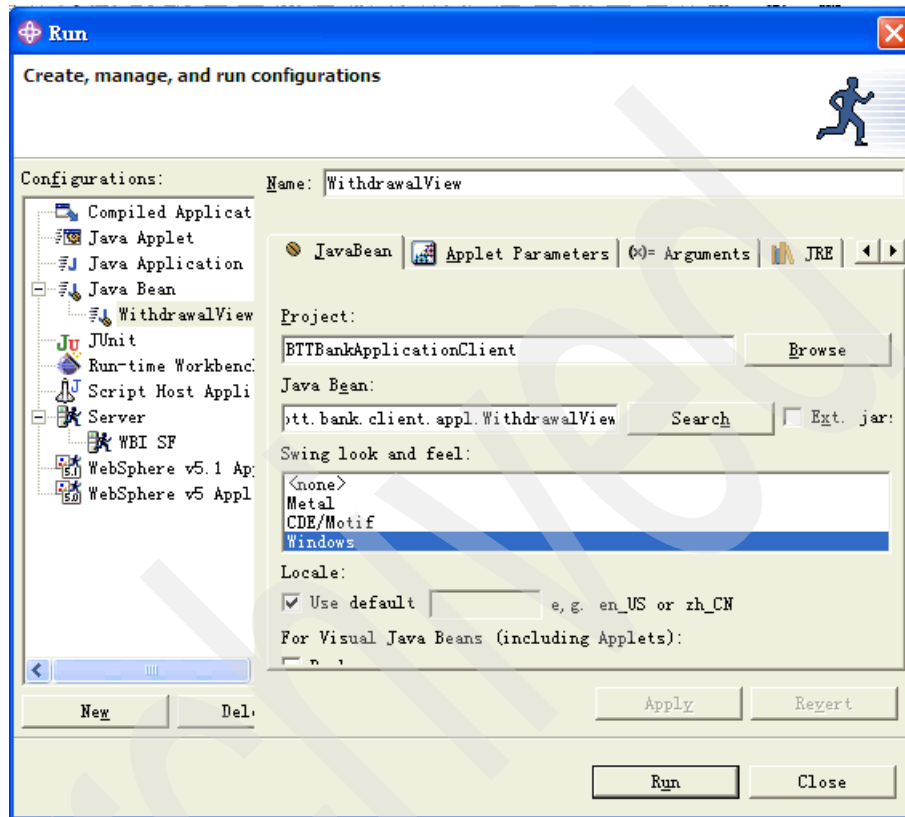 Run
Create, manage, and run configurations
Configurations:
Name: WithdrawalView
Compiled Applicat
Java Applet
Java Application
Java Bean
WithdrawalView
JUnit
Run-time Workbenc
Script Host Appli
Server
WBI SF
WebSphere v5.1 Ap
WebSphere v5 Appl
New Del
JavaBean Applet Parameters (x)= Arguments JRE
Project:
BTTBankApplicationClient Browse
Java Bean:
ott.bank.client.appl.WithdrawalView Search Ext. jar:
Swing look and feel:
<none>
Metal
CDE/Motif
Windows
Locale:
Use default e,g. en_US or zh_CN
For Visual Java Beans (including Applets):
Apply Revert
Run Close